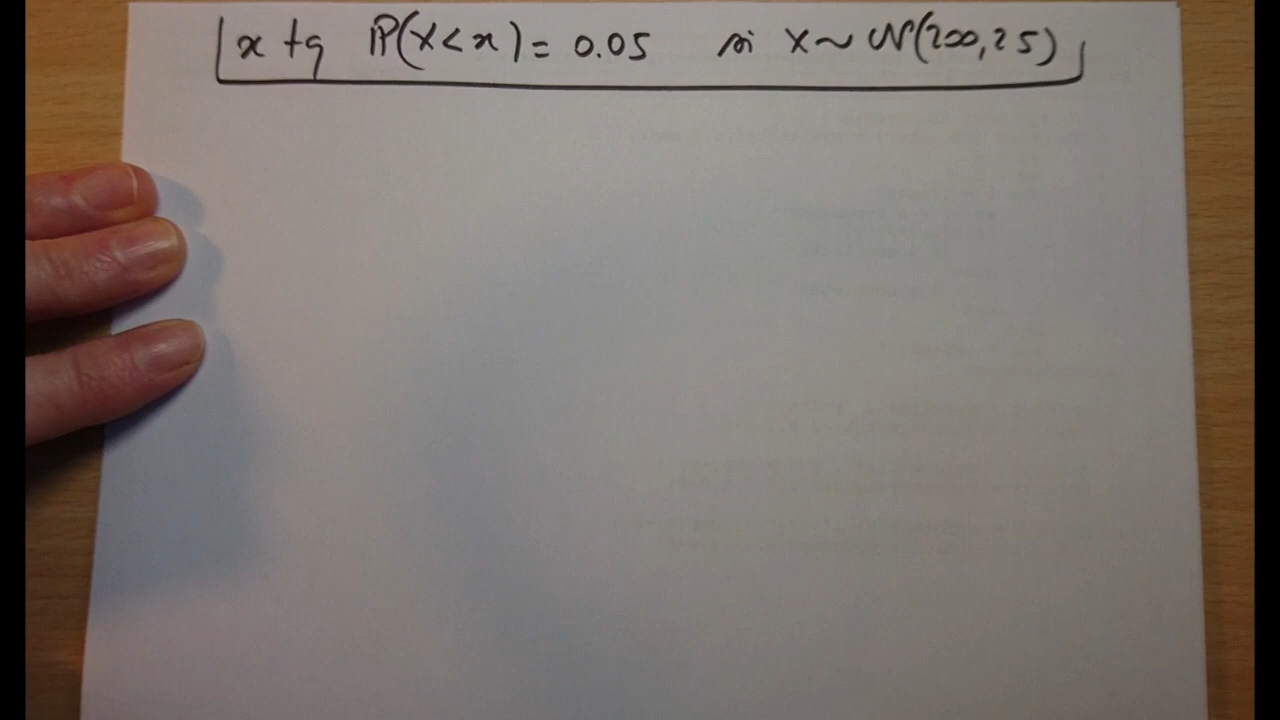 x tq P(X<x) = 0.05 si X ~ N(200,25)